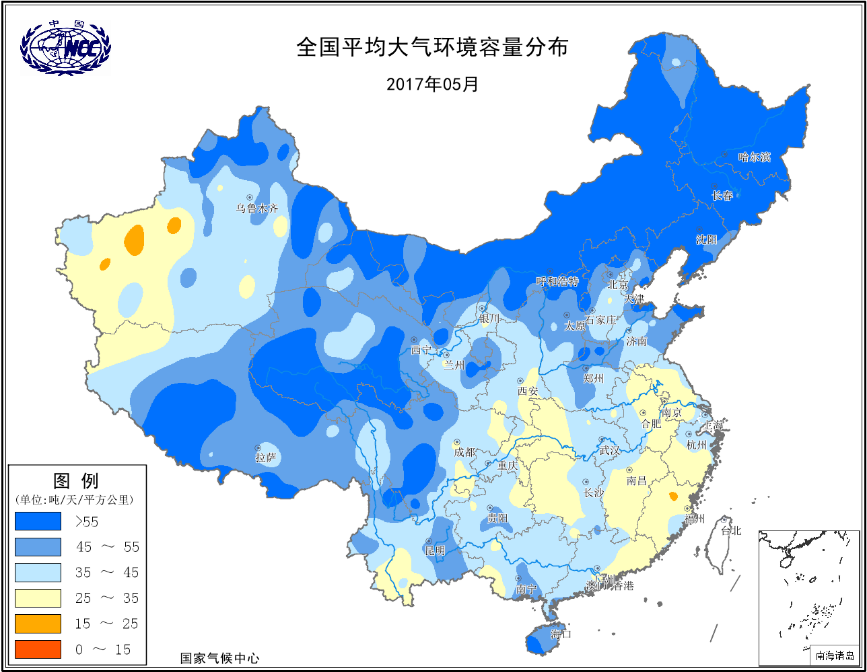 中 国
NCC
全国平均大气环境容量分布
2017年05月
哈尔滨
长春
沈阳
乌鲁木齐
呼和浩特
北京
天津
银川
太原
石家庄
济南
西宁
兰州
郑州
西安
南京
合肥
上海
杭州
拉萨
成都
武汉
重庆
南昌
长沙
贵阳
福州
台北
昆明
南宁
澳门
香港
海口
图 例
(单位:吨/天/平方公里)
>55
45 ～ 55
35 ～ 45
25 ～ 35
15 ～ 25
0 ～ 15
国家气候中心
南海诸岛